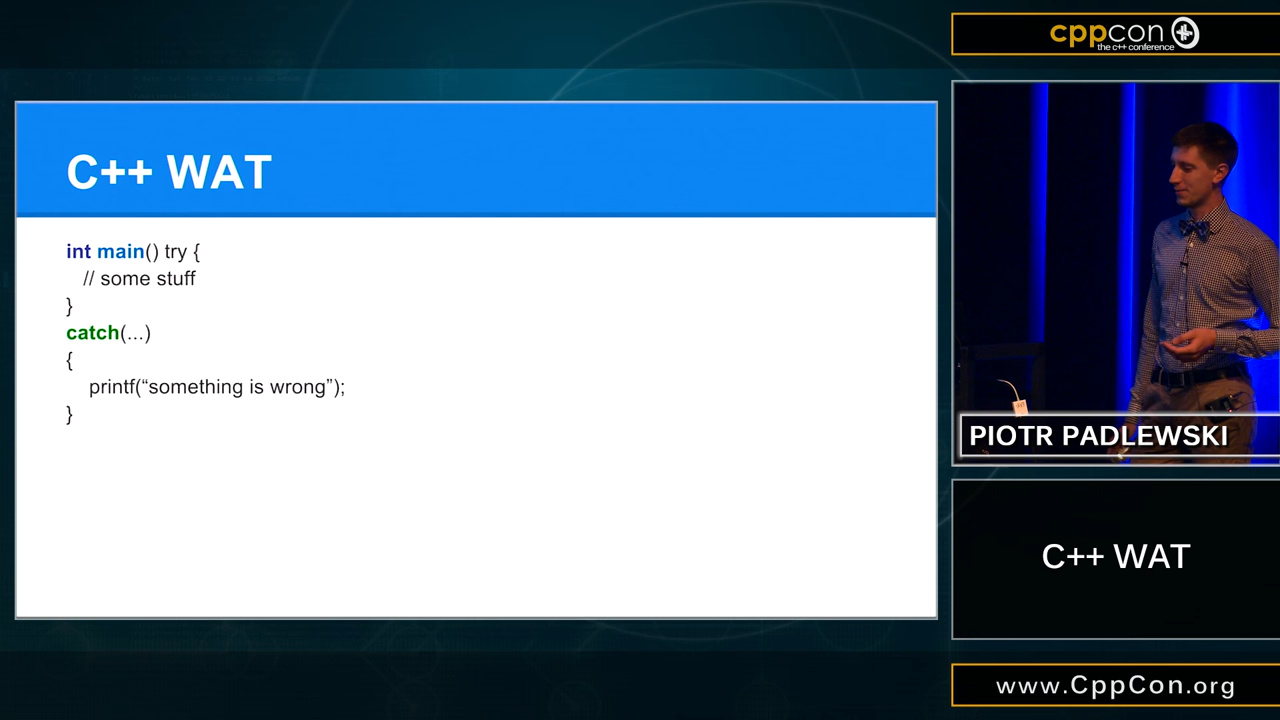 cppcon
the c++ conference
C++ WAT
int main() try {
// some stuff
}
catch(...)
{
printf(“something is wrong”);
}
PIOTR PADLEWSKI
C++ WAT
www.CppCon.org